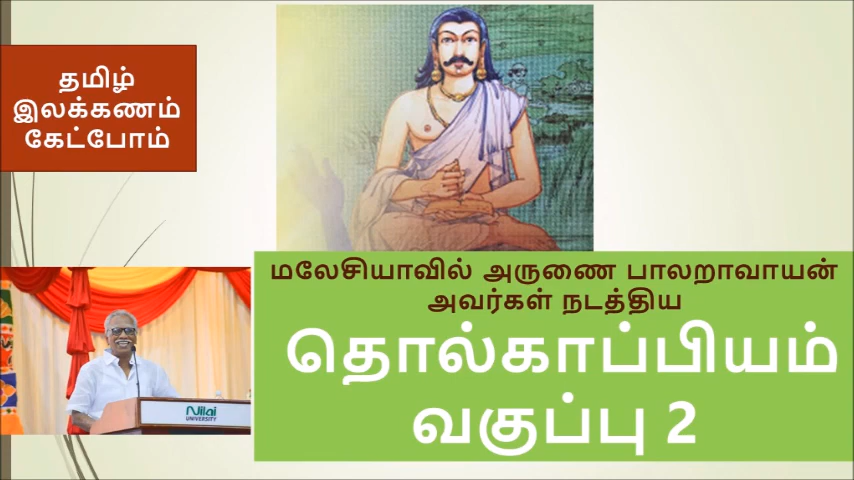 தமிழ்
இலக்கணம்
கேட்போம்
மலேசியாவில் அருணை பாலறாவாயன்
அவர்கள் நடத்திய
தொல்காப்பியம்
வகுப்பு 2
Nilai
UNIVERSITY